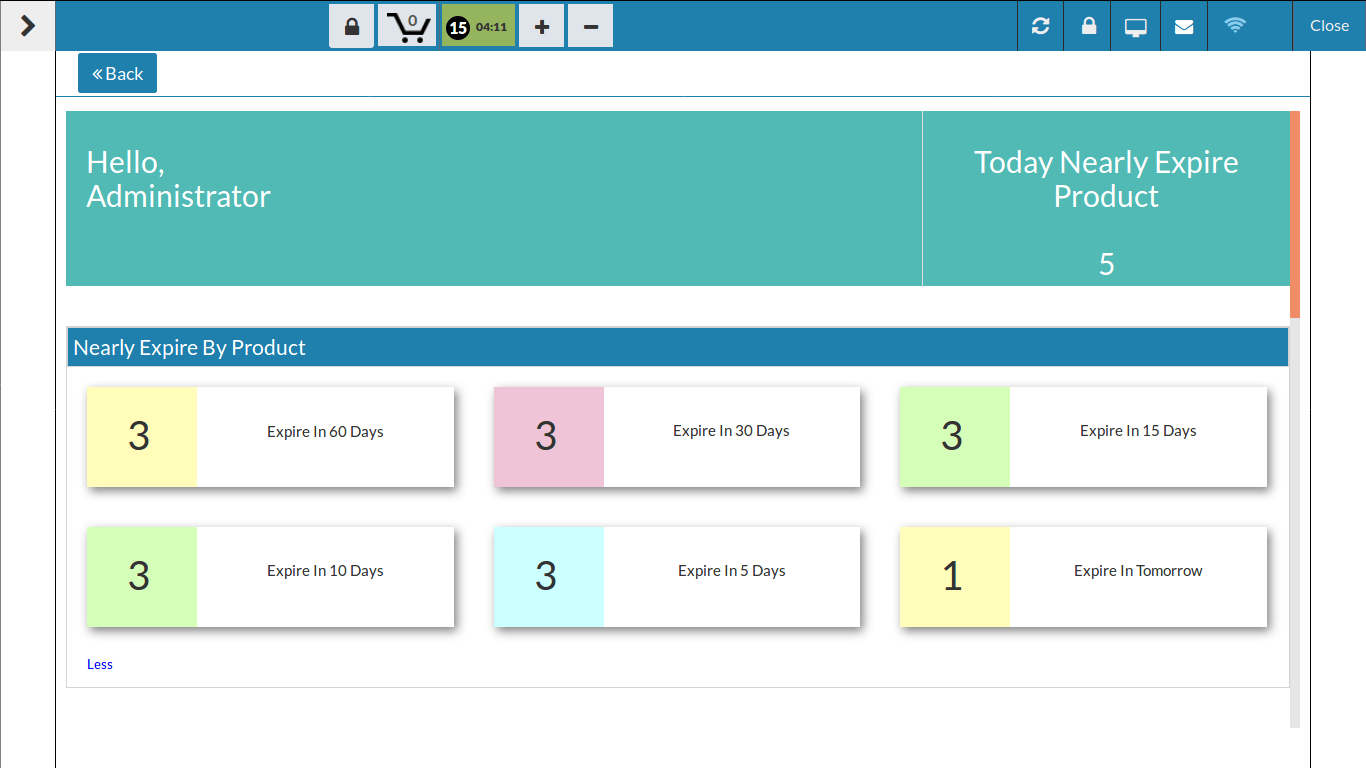 0
15 04:11
Close
Back
Hello,
Administrator
Today Nearly Expire
Product
5
Nearly Expire By Product
3 Expire In 60 Days
3 Expire In 30 Days
3 Expire In 15 Days
3 Expire In 10 Days
3 Expire In 5 Days
1 Expire In Tomorrow
Less